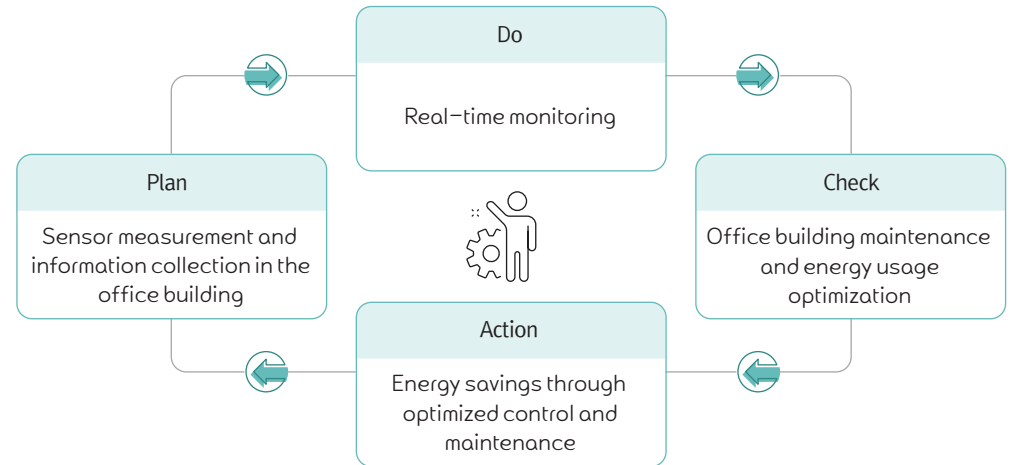 Do
Real-time monitoring
Plan
Sensor measurement and
information collection in the
office building
Check
Office building maintenance
and energy usage
optimization
Action
Energy savings through
optimized control and
maintenance